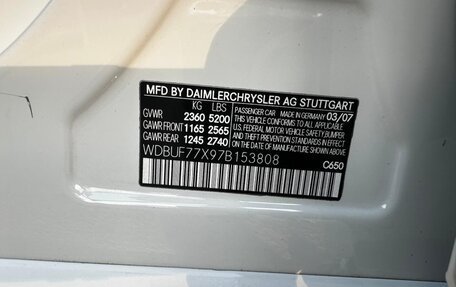 MFD BY DAIMLERCHRYSLER AG STUTTGART
KG LBS PASSENGER CAR MADE IN GERMANY 03/07
GVWR 2360 5200 THIS VEHICLE CONFORMS TO ALL APPLICABLE
GAWR FRONT 1165 2565 U.S. FEDERAL MOTOR VEHICLE SAFETY, BUMPER,
GAWR REAR 1245 2740 AND THEFT PREVENTION STANDARDS IN EFFECT
ON THE DATE OF MANUFACTURE SHOWN ABOVE.
WDBUF77X97B153808
C650